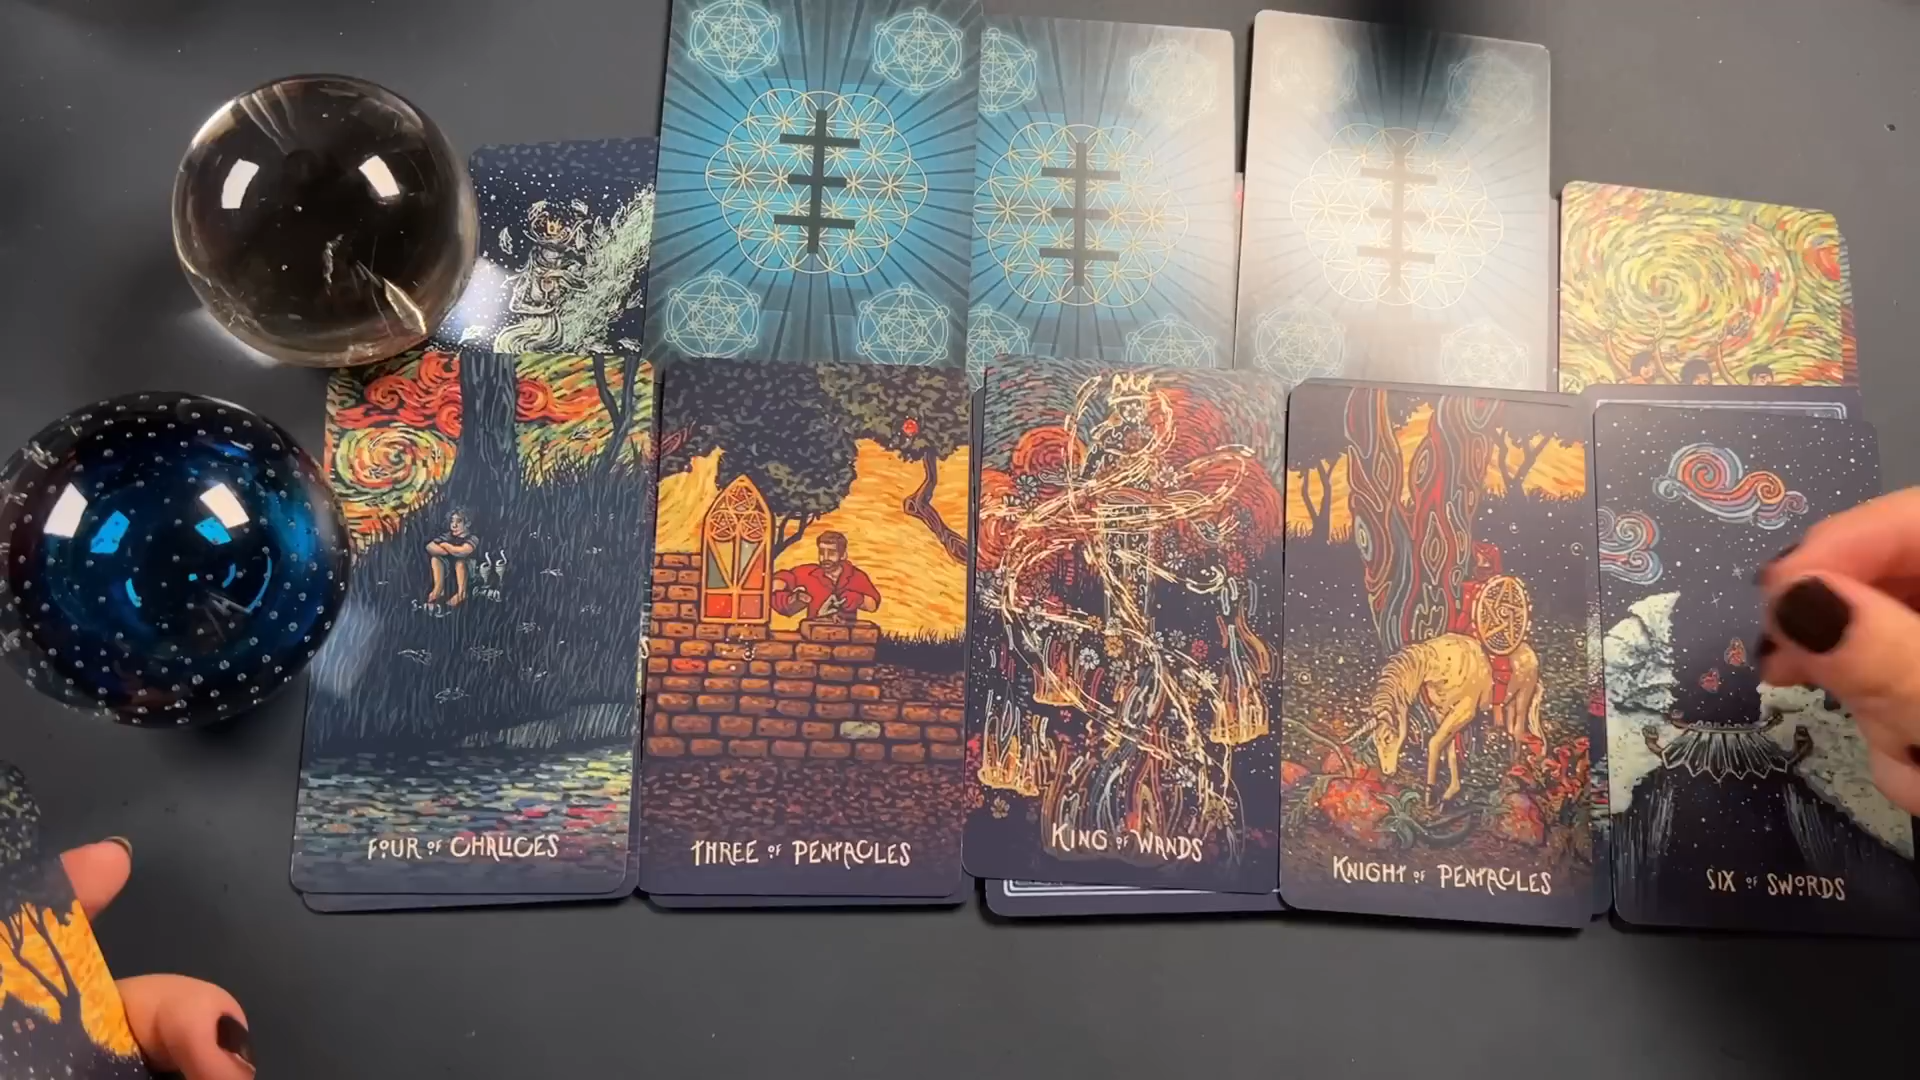 FOUR OF CHALICES
THREE OF PENTACLES
KING OF WANDS
KNIGHT OF PENTACLES
SIX OF SWORDS